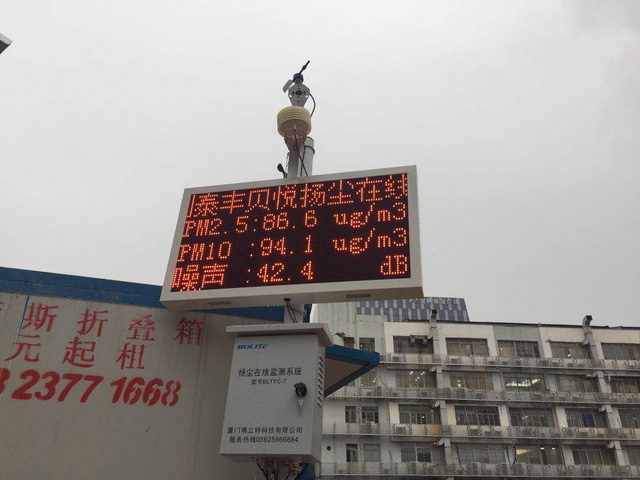 泰丰贝悦扬尘在线
PM2.5:86.6 ug/m3
PM10 :94.1 ug/m3
噪声 :42.4 dB
斯折叠箱
元起租
3 2377 1668
BOLITE
扬尘在线监测系统
型号BLTYC-7
厦门博立特科技有限公司
服务热线05925966884